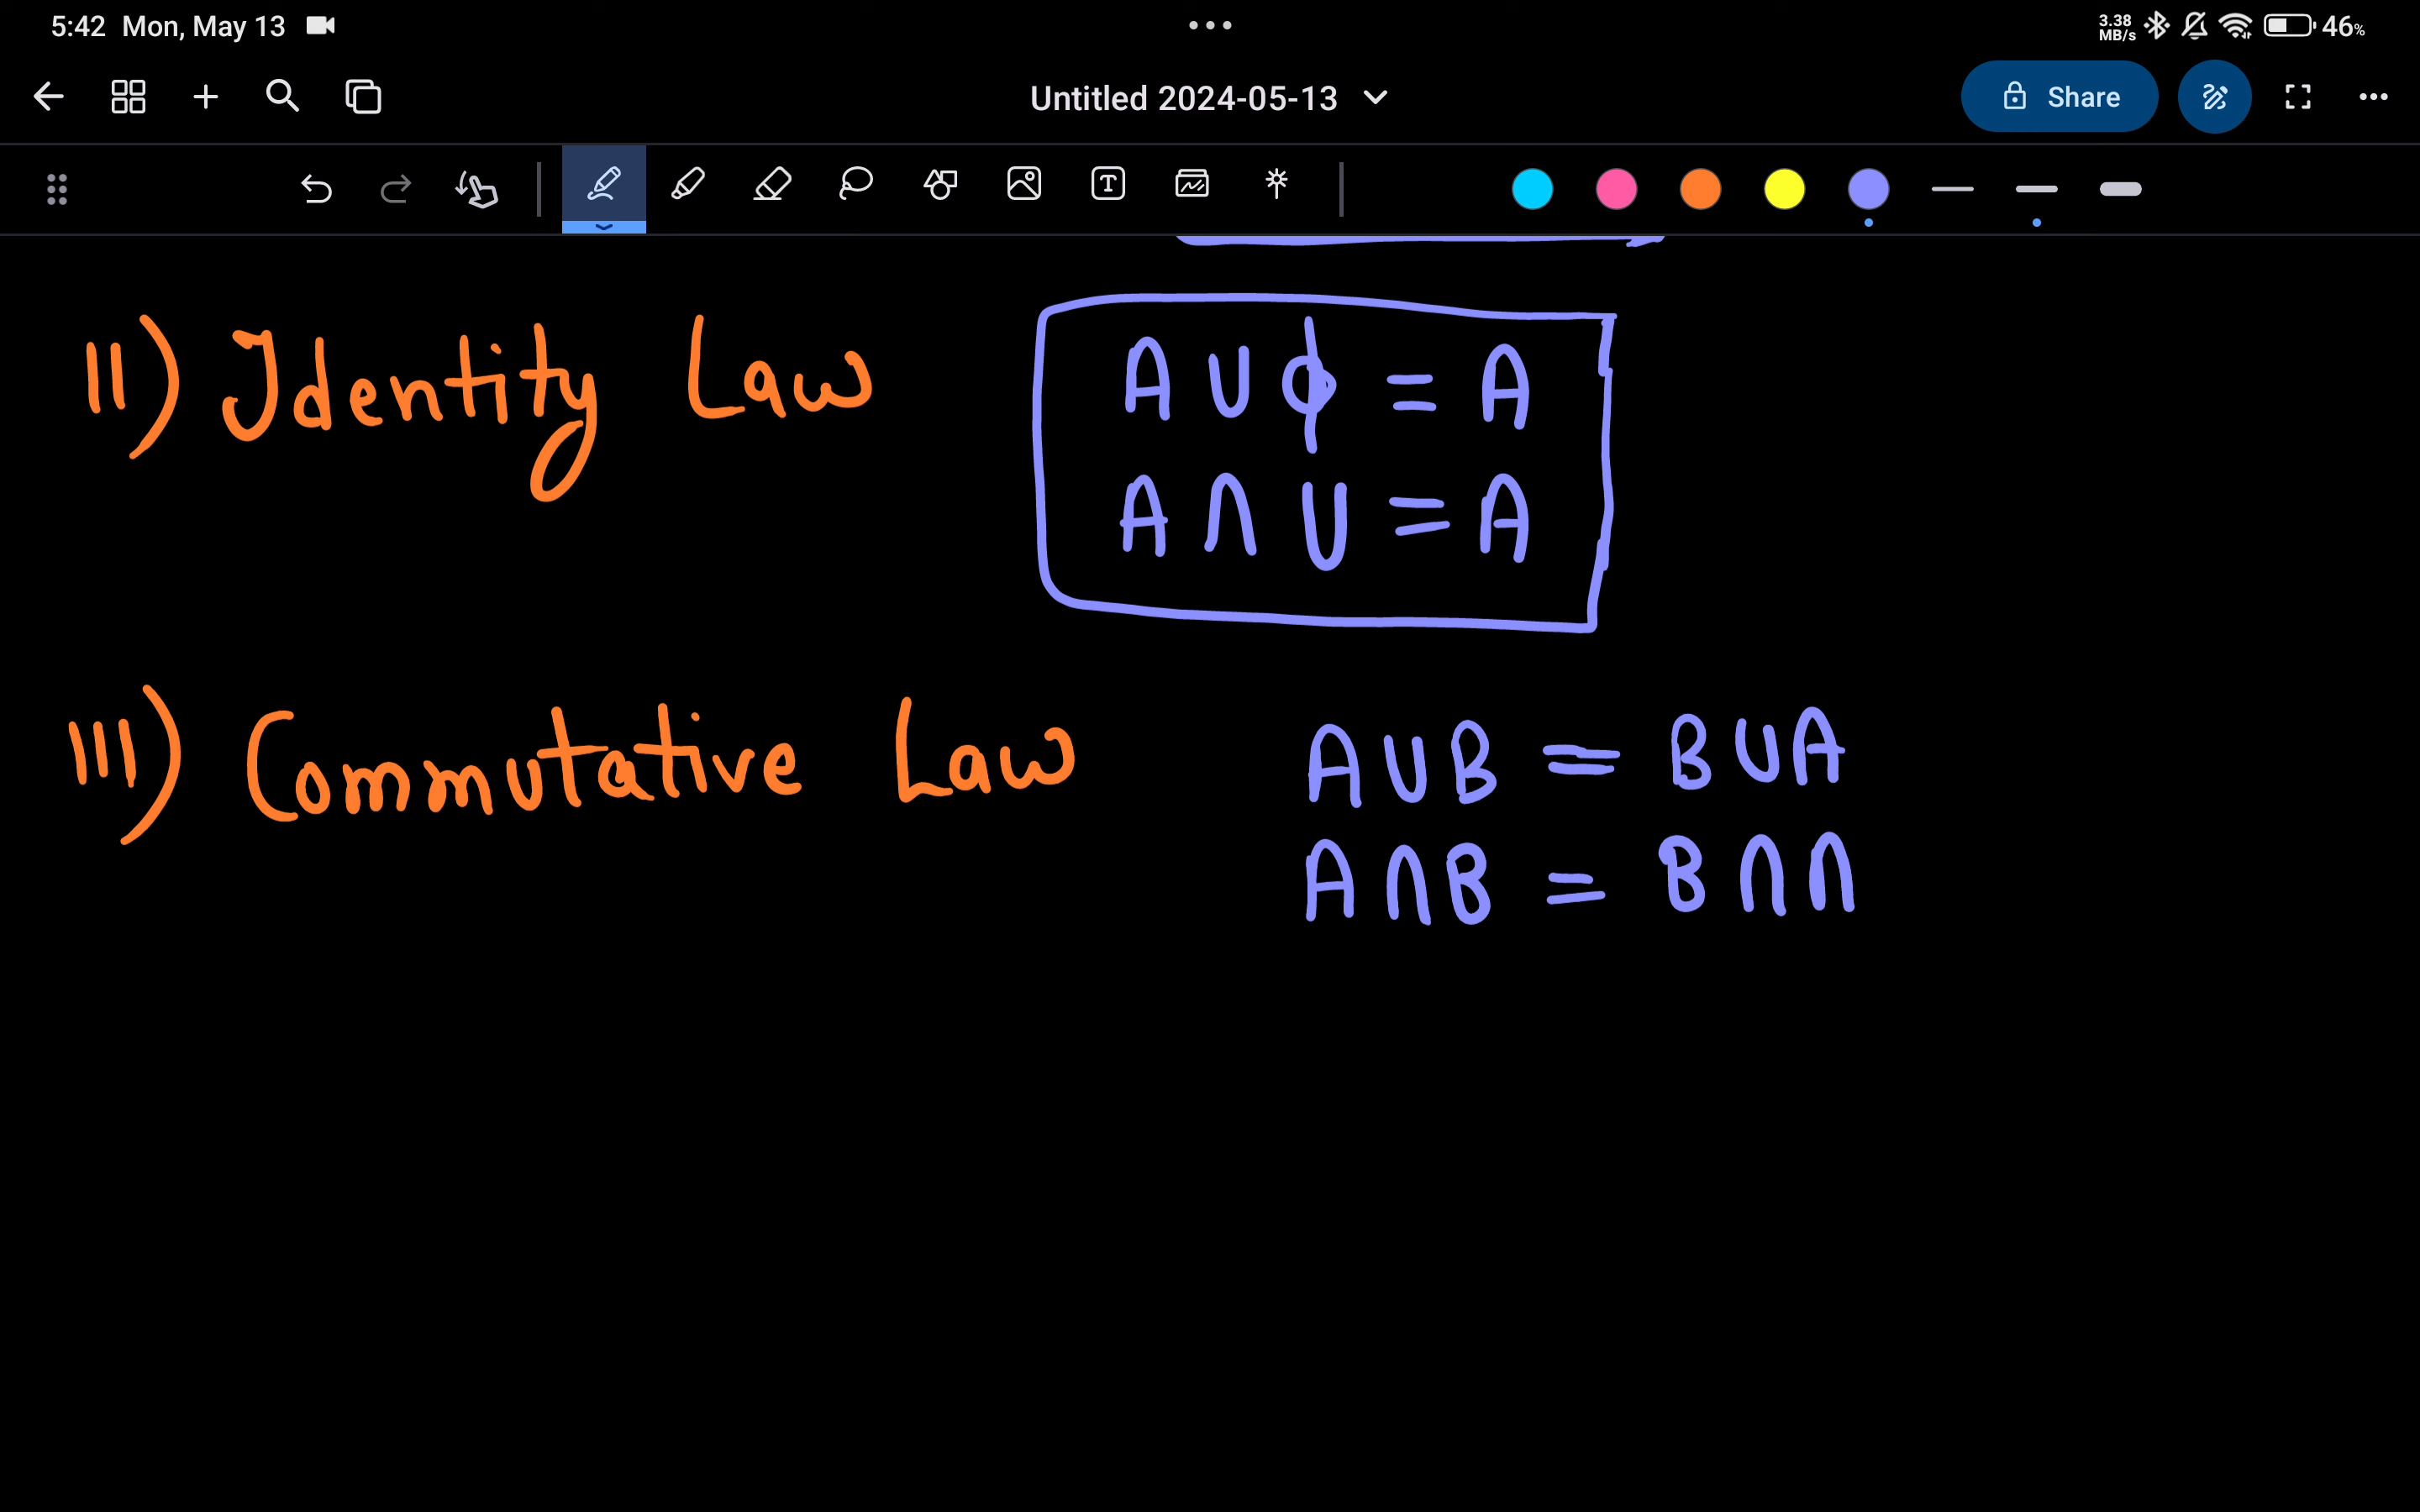 5:42 Mon, May 13
3.38 MB/s 46%
Untitled 2024-05-13
Share
II) Identity Law
A ∪ ϕ = A
A ∩ U = A
III) Commutative Law
A ∪ B = B ∪ A
A ∩ B = B ∩ ∩